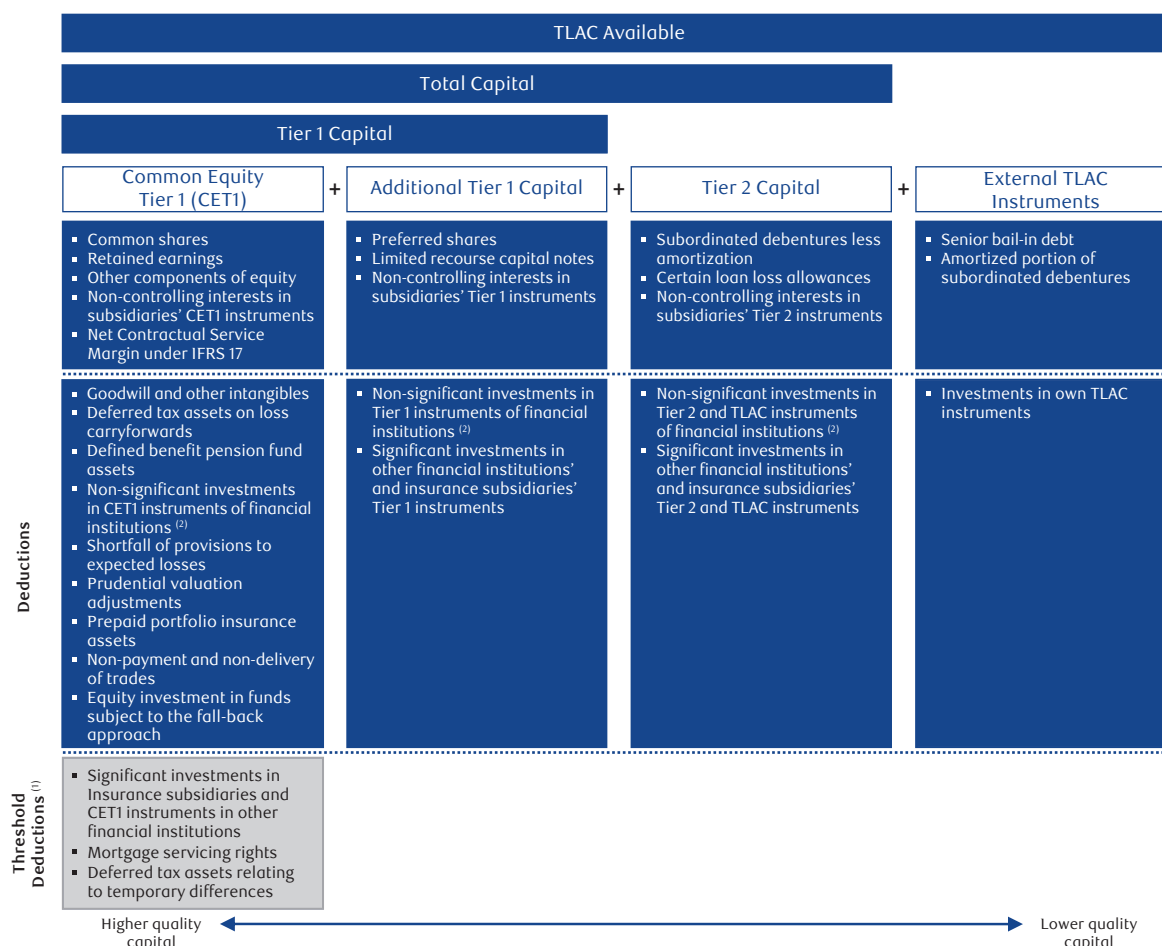 TLAC Available
Total Capital
Tier 1 Capital
Common Equity
Tier 1 (CET1)
+
Additional Tier 1 Capital
+
Tier 2 Capital
+
External TLAC
Instruments
▪ Common shares
▪ Retained earnings
▪ Other components of equity
▪ Non-controlling interests in
subsidiaries' CET1 instruments
▪ Net Contractual Service
Margin under IFRS 17
▪ Preferred shares
▪ Limited recourse capital notes
▪ Non-controlling interests in
subsidiaries' Tier 1 instruments
▪ Subordinated debentures less
amortization
▪ Certain loan loss allowances
▪ Non-controlling interests in
subsidiaries' Tier 2 instruments
▪ Senior bail-in debt
▪ Amortized portion of
subordinated debentures
Deductions
▪ Goodwill and other intangibles
▪ Deferred tax assets on loss
carryforwards
▪ Defined benefit pension fund
assets
▪ Non-significant investments
in CET1 instruments of financial
institutions (2)
▪ Shortfall of provisions to
expected losses
▪ Prudential valuation
adjustments
▪ Prepaid portfolio insurance
assets
▪ Non-payment and non-delivery
of trades
▪ Equity investment in funds
subject to the fall-back
approach
▪ Non-significant investments in
Tier 1 instruments of financial
institutions (2)
▪ Significant investments in
other financial institutions'
and insurance subsidiaries'
Tier 1 instruments
▪ Non-significant investments in
Tier 2 and TLAC instruments
of financial institutions (2)
▪ Significant investments in
other financial institutions'
and insurance subsidiaries'
Tier 2 and TLAC instruments
▪ Investments in own TLAC
instruments
Threshold
Deductions (1)
▪ Significant investments in
Insurance subsidiaries and
CET1 instruments in other
financial institutions
▪ Mortgage servicing rights
▪ Deferred tax assets relating
to temporary differences
Higher quality
capital
Lower quality
capital